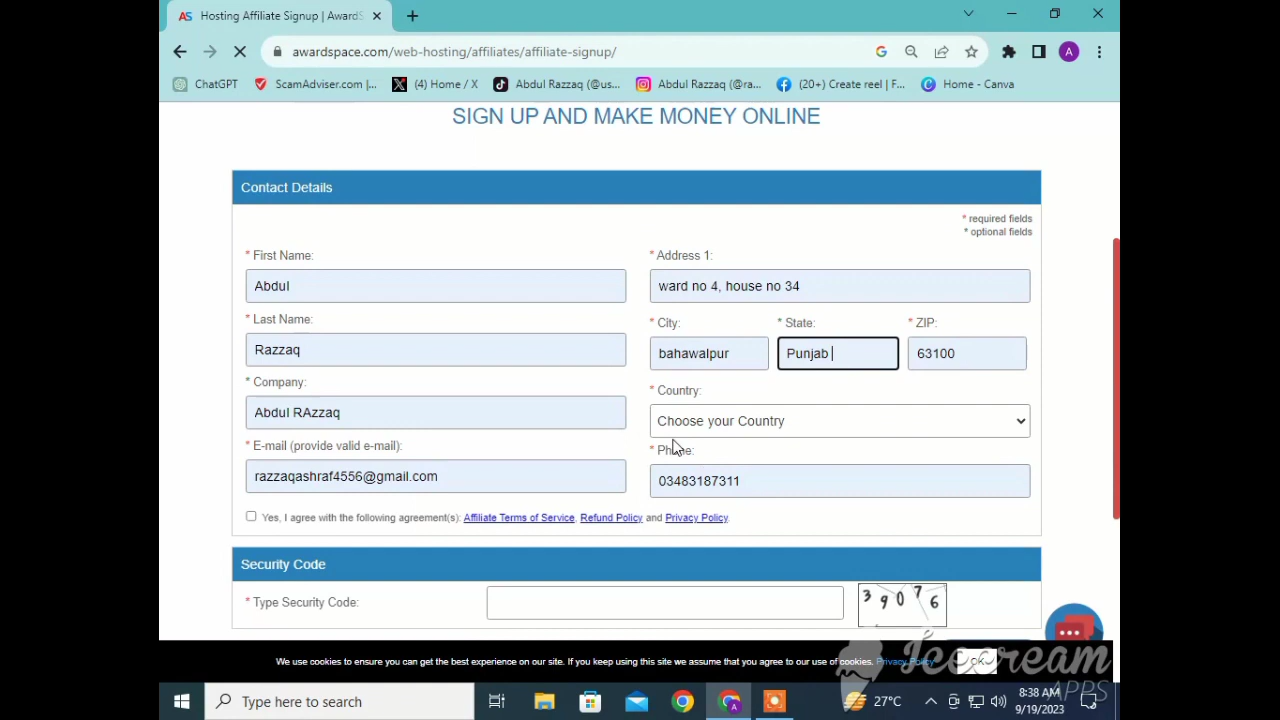 Hosting Affiliate Signup | AwardS
awardspace.com/web-hosting/affiliates/affiliate-signup/
A
ChatGPT
ScamAdviser.com |...
(4) Home / X
Abdul Razzaq (@us...
Abdul Razzaq (@ra...
(20+) Create reel | F...
Home - Canva
SIGN UP AND MAKE MONEY ONLINE
Contact Details
* required fields
* optional fields
* First Name:
Abdul
* Last Name:
Razzaq
* Company:
Abdul RAzzaq
* E-mail (provide valid e-mail):
razzaqashraf4556@gmail.com
* Address 1:
ward no 4, house no 34
* City: * State: * ZIP:
bahawalpur Punjab 63100
* Country:
Choose your Country
* Phone:
03483187311
Yes, I agree with the following agreement(s): Affiliate Terms of Service, Refund Policy and Privacy Policy.
Security Code
* Type Security Code:
39076
We use cookies to ensure you can get the best experience on our site. If you keep using this site we assume that you agree to our use of cookies. Privacy Policy
OK
Icecream
APPS
Type here to search
27°C
8:38 AM
9/19/2023